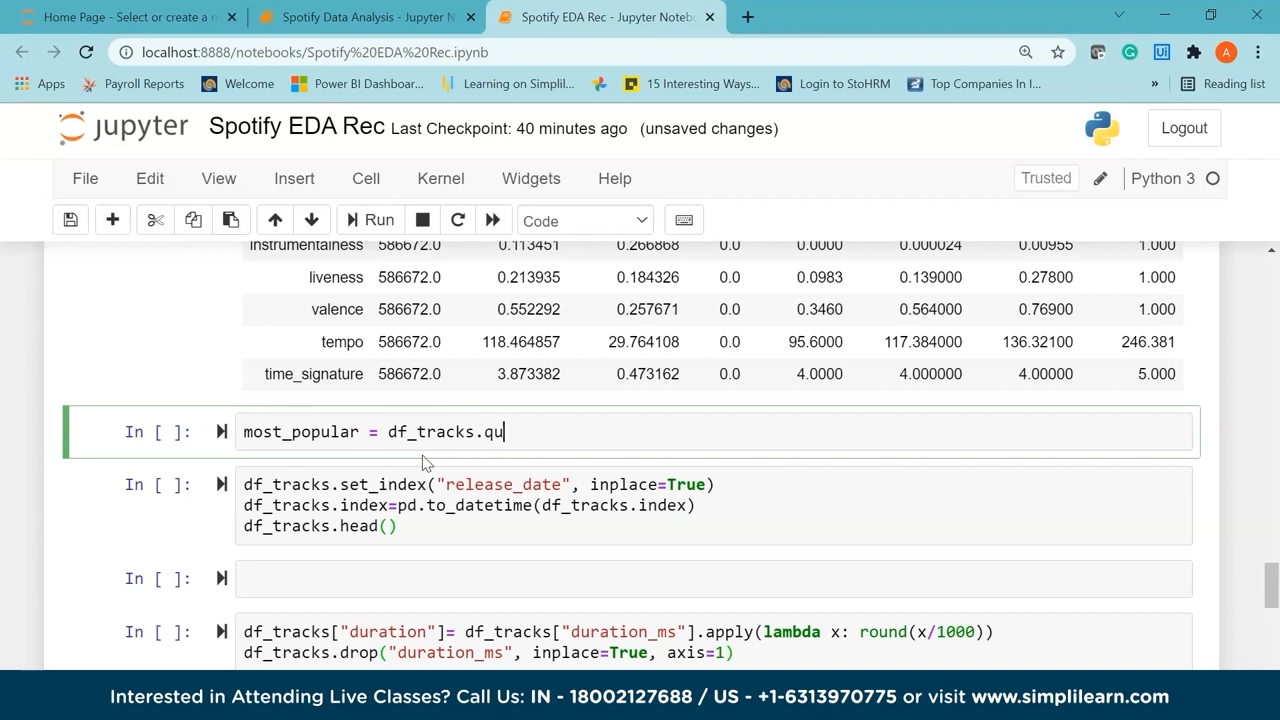 Home Page - Select or create a n
Spotify Data Analysis - Jupyter N
Spotify EDA Rec - Jupyter Notebo
localhost:8888/notebooks/Spotify%20EDA%20Rec.ipynb
A
Apps
Payroll Reports
Welcome
Power BI Dashboar...
Learning on Simplil...
15 Interesting Ways...
Login to StoHRM
Top Companies In I...
»
Reading list
jupyter
Spotify EDA Rec Last Checkpoint: 40 minutes ago (unsaved changes)
Logout
File Edit View Insert Cell Kernel Widgets Help
Trusted
Python 3
Run
Code
instrumentalness 586672.0 0.113451 0.266868 0.0 0.0000 0.000024 0.00955 1.000
liveness 586672.0 0.213935 0.184326 0.0 0.0983 0.139000 0.27800 1.000
valence 586672.0 0.552292 0.257671 0.0 0.3460 0.564000 0.76900 1.000
tempo 586672.0 118.464857 29.764108 0.0 95.6000 117.384000 136.32100 246.381
time_signature 586672.0 3.873382 0.473162 0.0 4.0000 4.000000 4.00000 5.000
In [ ]: most_popular = df_tracks.qu
In [ ]: df_tracks.set_index("release_date", inplace=True)
df_tracks.index=pd.to_datetime(df_tracks.index)
df_tracks.head()
In [ ]:
In [ ]: df_tracks["duration"]= df_tracks["duration_ms"].apply(lambda x: round(x/1000))
df_tracks.drop("duration_ms", inplace=True, axis=1)
Interested in Attending Live Classes? Call Us: IN - 18002127688 / US - +1-6313970775 or visit www.simplilearn.com